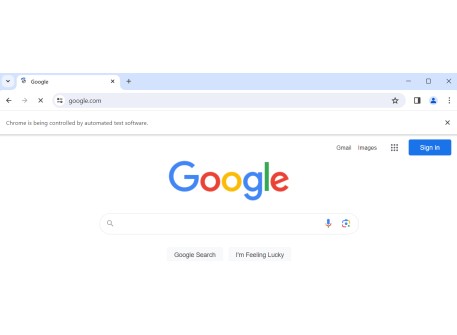 Google
google.com
Chrome is being controlled by automated test software.
Gmail Images Sign in
Google
Google Search I'm Feeling Lucky